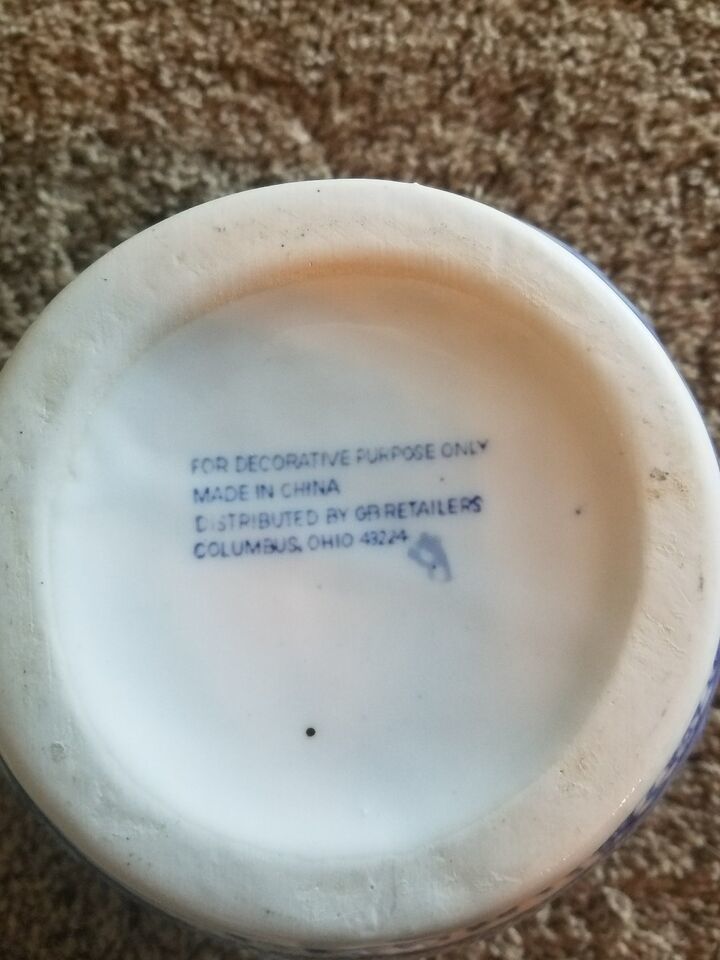 FOR DECORATIVE PURPOSE ONLY
MADE IN CHINA
DISTRIBUTED BY GB RETAILERS
COLUMBUS, OHIO 43224